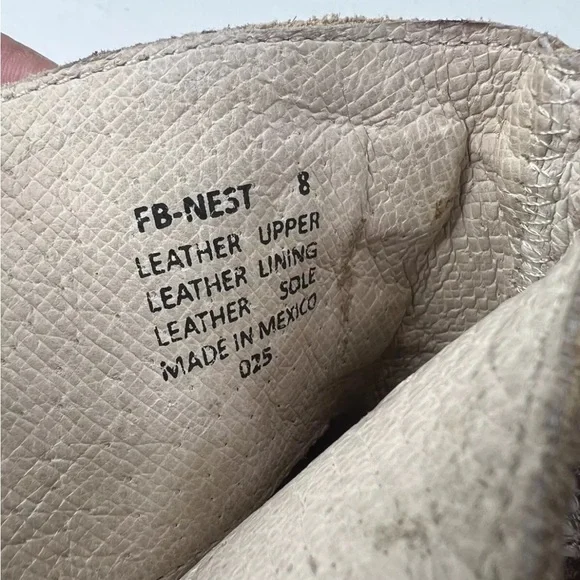 FB-NEST 8
LEATHER UPPER
LEATHER LINING
LEATHER SOLE
MADE IN MEXICO
025